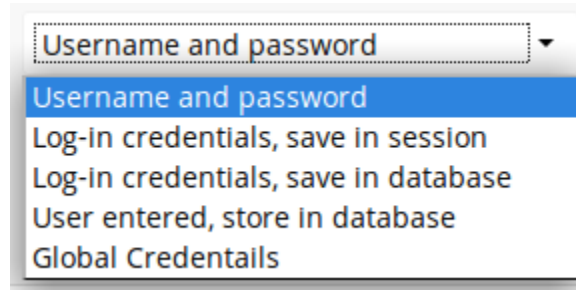 Username and password
Username and password
Log-in credentials, save in session
Log-in credentials, save in database
User entered, store in database
Global Credentails